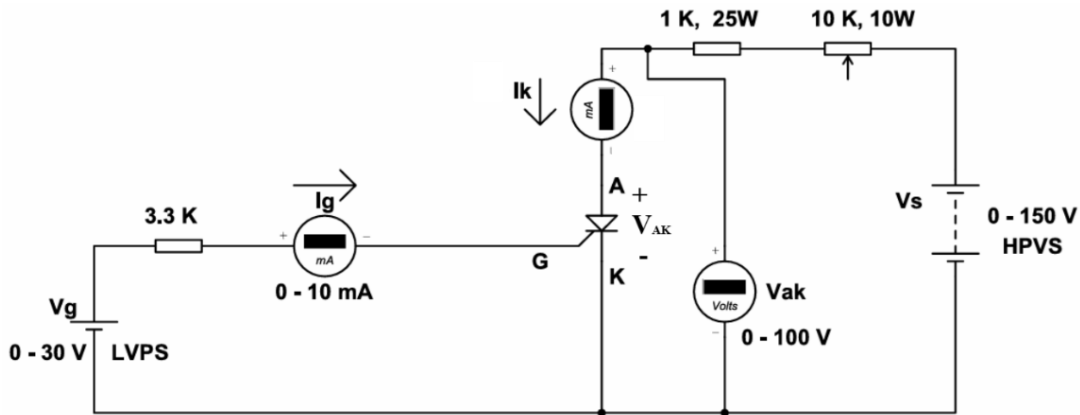 1 K, 25W
10 K, 10W
+
Ik
mA
-
A +
Ig
3.3 K
Vs
V_AK
0 - 150 V
HPVS
+
-
mA
G
-
K
+
0 - 10 mA
Vg
Volts
Vak
-
0 - 100 V
0 - 30 V
LVPS